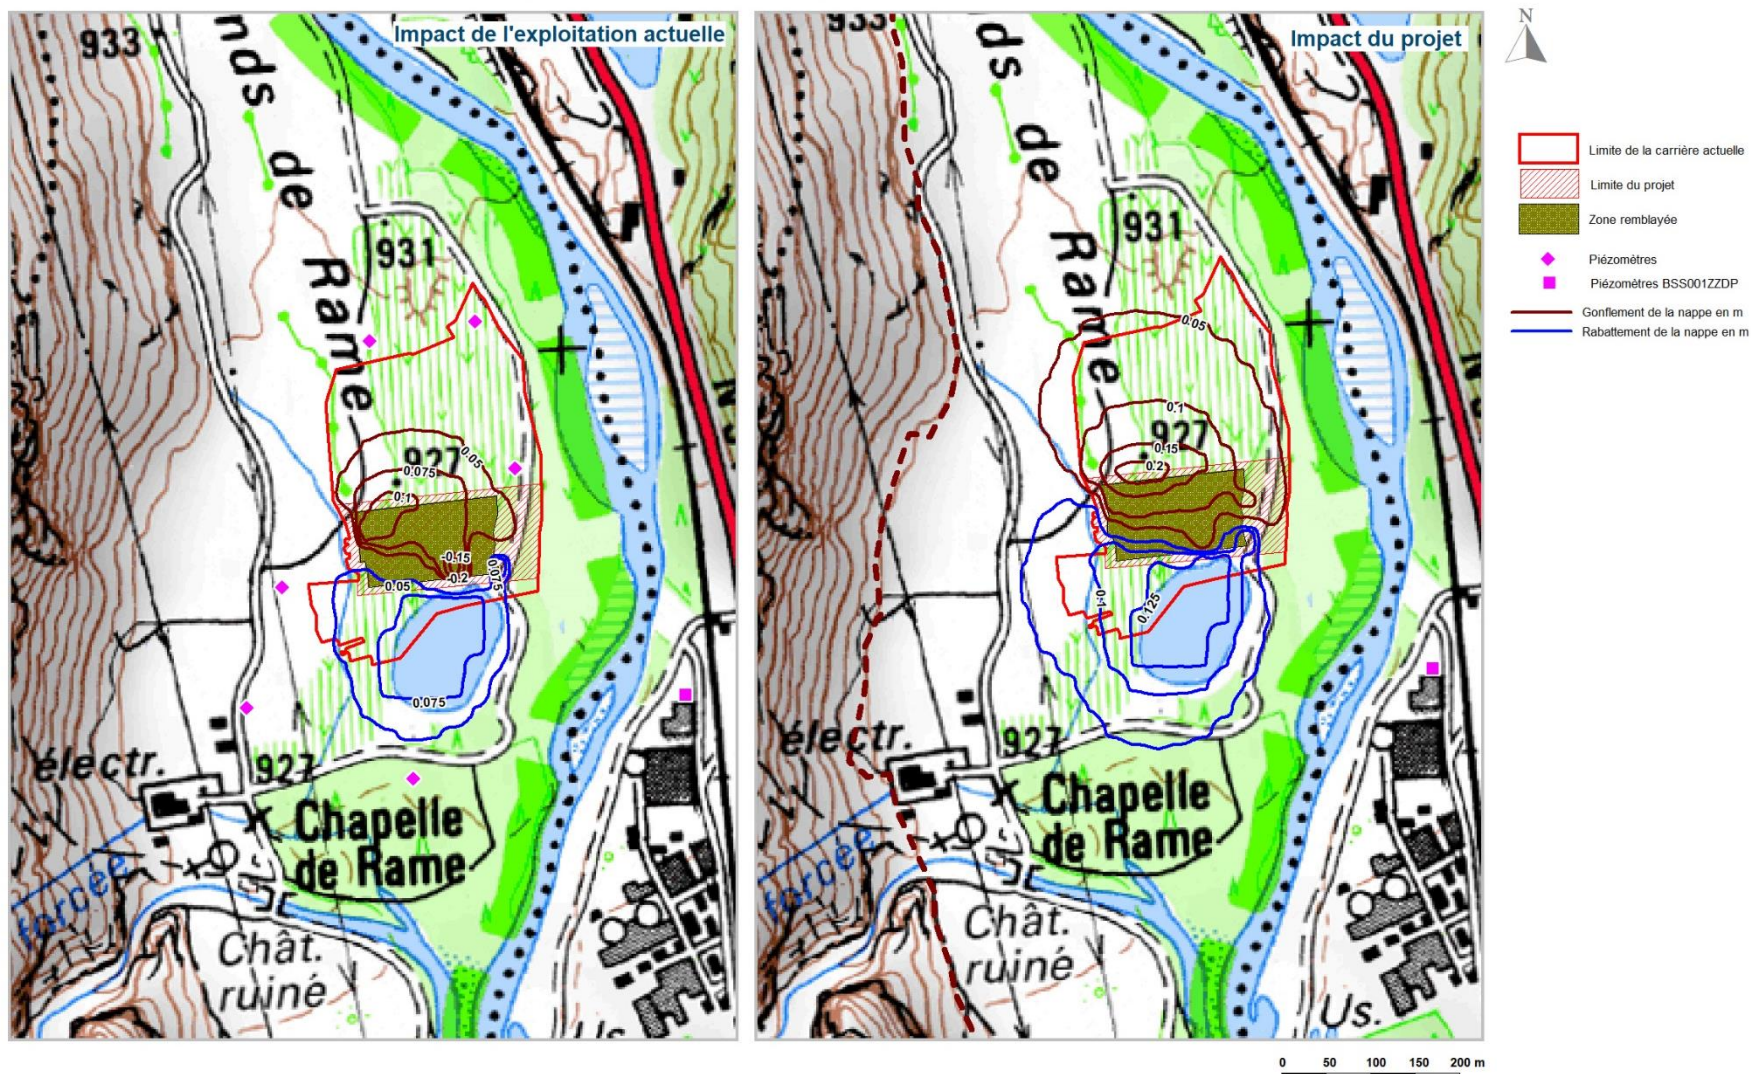 Impact de l'exploitation actuelle
933
nds
de
Rame
931
927
0.05
0.075
0.1
-0.15
-0.2
0.05
0.075
0.075
électr.
927
Chapelle
de Rame
forcée
Chât.
ruiné
Us.
N
Impact du projet
933
ds
de
Rame
931
0.05
0.1
927
0.15
0.2
0.1
0.125
électr.
927
Chapelle
de Rame
forcée
Chât.
ruiné
Us.
N
N
Limite de la carrière actuelle
Limite du projet
Zone remblayée
Piézomètres
Piézomètres BSS001ZZDP
Gonflement de la nappe en m
Rabattement de la nappe en m
0 50 100 150 200 m